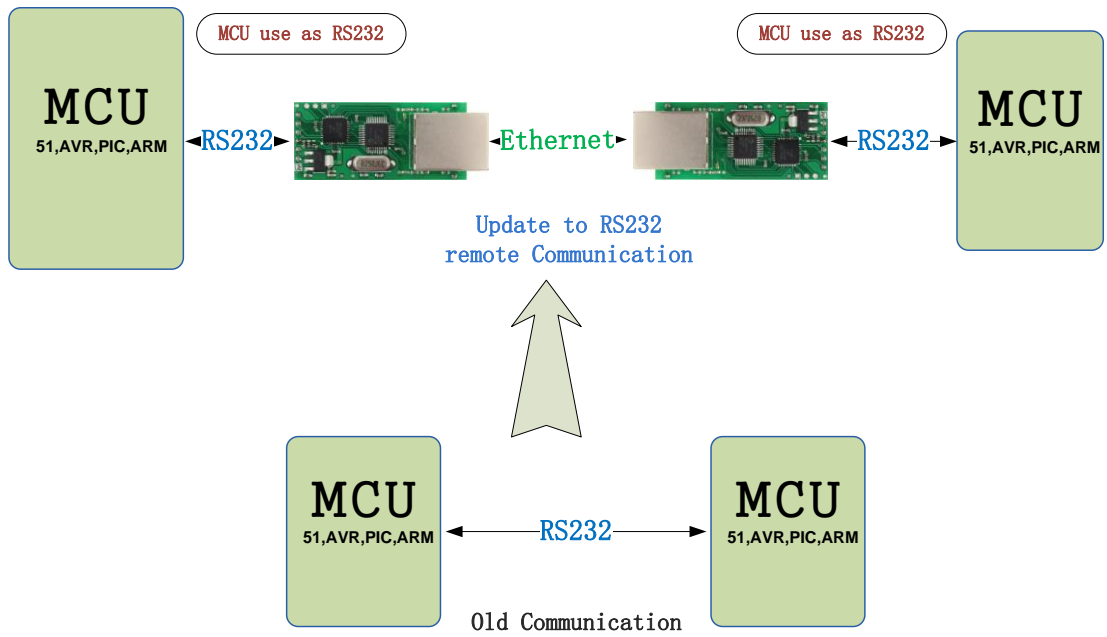 MCU use as RS232
MCU use as RS232
MCU
51,AVR,PIC,ARM
RS232
Ethernet
RS232
MCU
51,AVR,PIC,ARM
Update to RS232
remote Communication
MCU
51,AVR,PIC,ARM
RS232
MCU
51,AVR,PIC,ARM
Old Communication